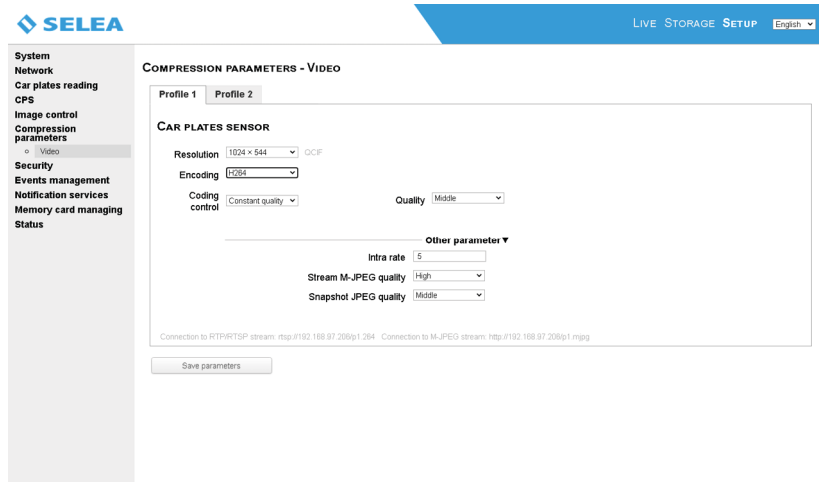 SELEA
LIVE STORAGE SETUP English
System
Network
Car plates reading
CPS
Image control
Compression
parameters
Video
Security
Events management
Notification services
Memory card managing
Status
COMPRESSION PARAMETERS - VIDEO
Profile 1 Profile 2
CAR PLATES SENSOR
Resolution 1024 × 544 QCIF
Encoding H264
Coding
control Constant quality Quality Middle
Other parameter▼
Intra rate 5
Stream M-JPEG quality High
Snapshot JPEG quality Middle
Connection to RTP/RTSP stream: rtsp://192.168.97.206/p1.264 Connection to M-JPEG stream: http://192.168.97.206/p1.mjpg
Save parameters